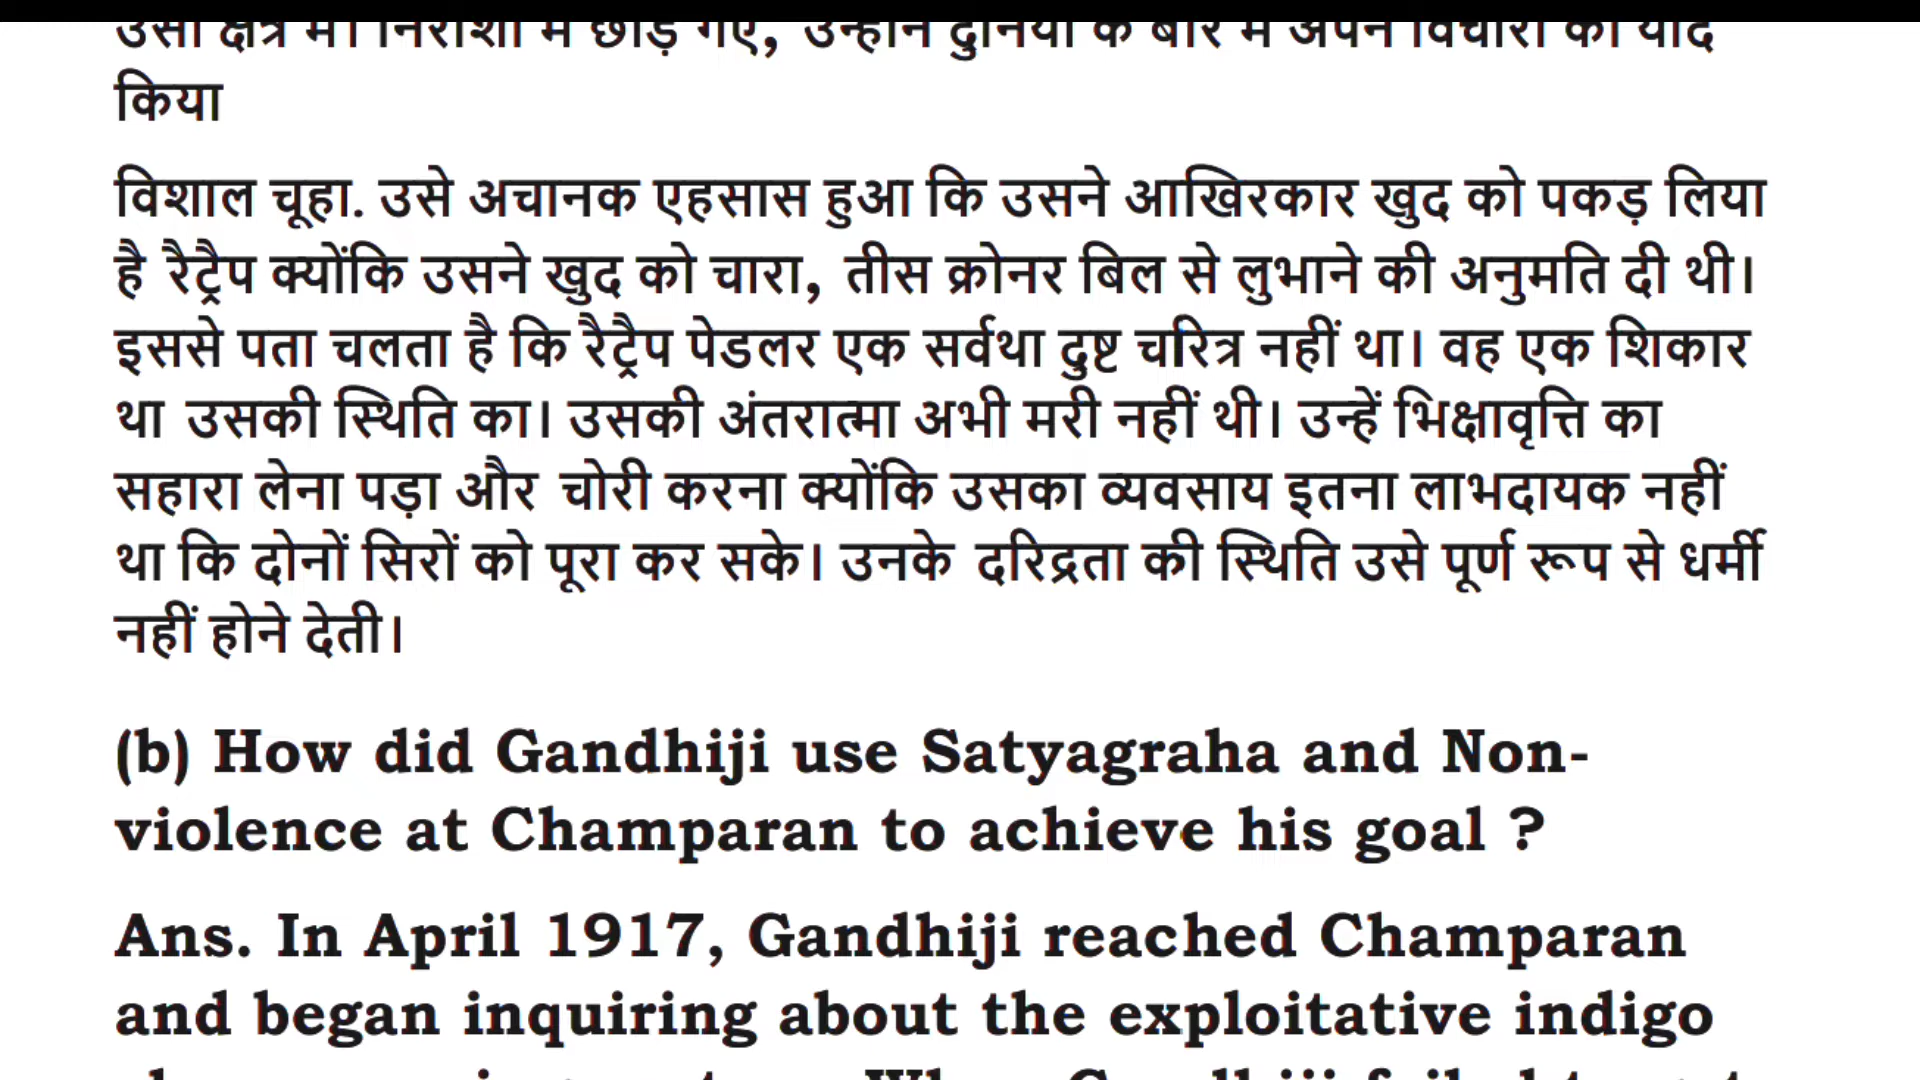 उसी क्षेत्र में। निराशा में छोड़ गए, उन्होंने दुनिया के बारे में अपने विचारों को याद
किया
विशाल चूहा. उसे अचानक एहसास हुआ कि उसने आखिरकार खुद को पकड़ लिया
है रैट्रैप क्योंकि उसने खुद को चारा, तीस क्रोनर बिल से लुभाने की अनुमति दी थी।
इससे पता चलता है कि रैट्रैप पेडलर एक सर्वथा दुष्ट चरित्र नहीं था। वह एक शिकार
था उसकी स्थिति का। उसकी अंतरात्मा अभी मरी नहीं थी। उन्हें भिक्षावृत्ति का
सहारा लेना पड़ा और चोरी करना क्योंकि उसका व्यवसाय इतना लाभदायक नहीं
था कि दोनों सिरों को पूरा कर सके। उनके दरिद्रता की स्थिति उसे पूर्ण रूप से धर्मी
नहीं होने देती।
(b) How did Gandhiji use Satyagraha and Non-
violence at Champaran to achieve his goal ?
Ans. In April 1917, Gandhiji reached Champaran
and began inquiring about the exploitative indigo